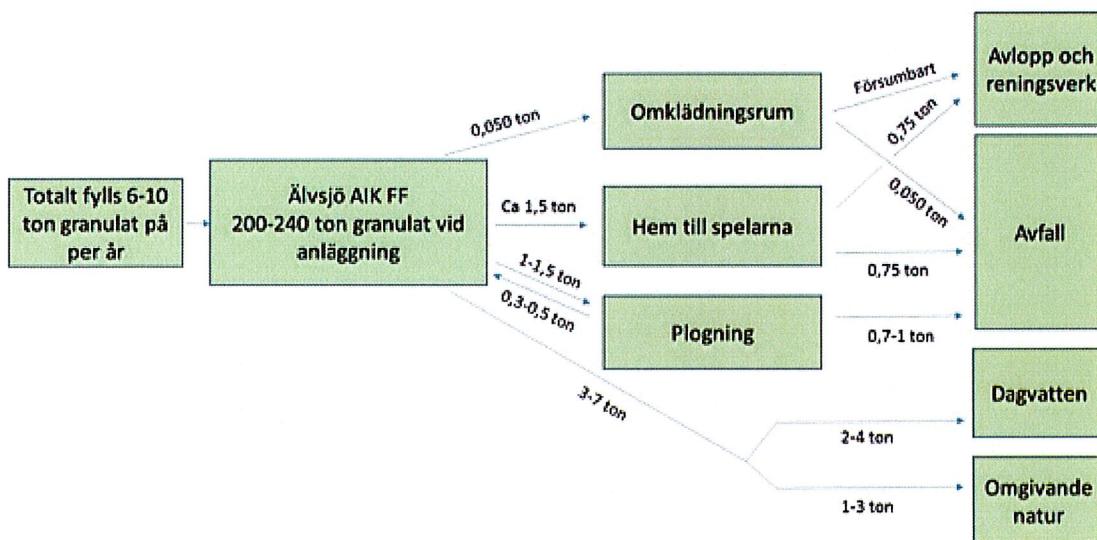 Totalt fylls 6-10
ton granulat på
per år
Älvsjö AIK FF
200-240 ton granulat vid
anläggning
0,050 ton
Ca 1,5 ton
1-1,5 ton
0,3-0,5 ton
3-7 ton
Omklädningsrum
Hem till spelarna
Plogning
Försumbart
0,75 ton
0,050 ton
0,75 ton
0,7-1 ton
2-4 ton
1-3 ton
Avlopp och
reningsverk
Avfall
Dagvatten
Omgivande
natur